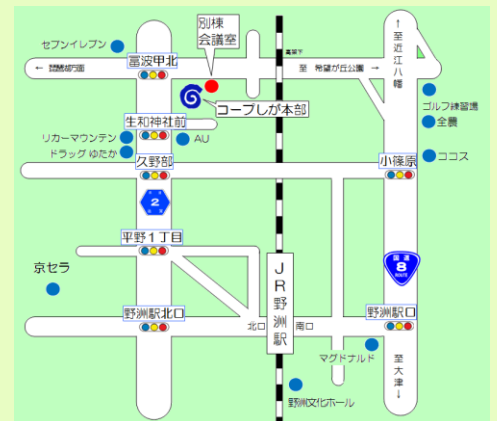 別棟
会議室
↑
至
近
江
八
幡
セブンイレブン
冨波甲北
高架下
← 琵琶湖方面
至 希望が丘公園 →
コープしが本部
ゴルフ練習場
生和神社前
全農
リカーマウンテン
AU
ドラッグ ゆたか
久野部
小篠原
ココス
2
平野1丁目
国道
8
ROUTE
京セラ
JR野洲駅
野洲駅北口
北口
南口
野洲駅口
マグドナルド
至
大
津
↓
野洲文化ホール